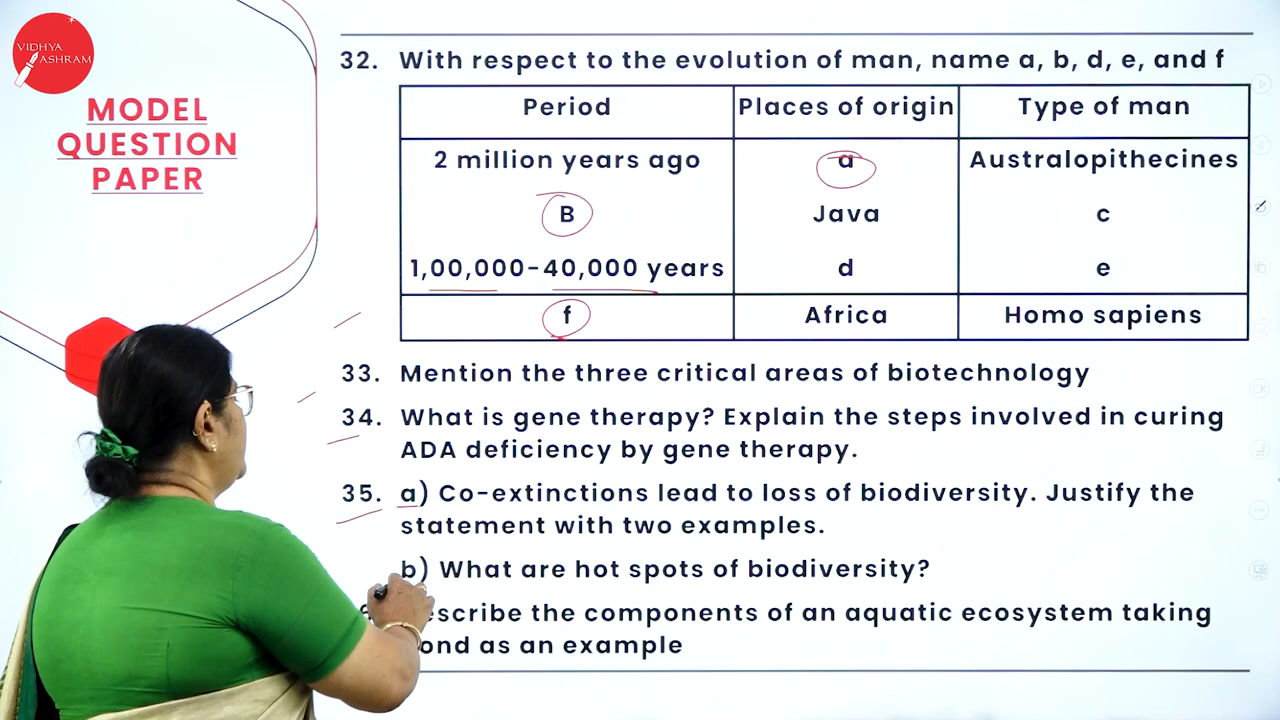 VIDHYA
ASHRAM
MODEL
QUESTION
PAPER
32. With respect to the evolution of man, name a, b, d, e, and f
Period Places of origin Type of man
2 million years ago a Australopithecines
B Java c
1,00,000-40,000 years d e
f Africa Homo sapiens
33. Mention the three critical areas of biotechnology
34. What is gene therapy? Explain the steps involved in curing
ADA deficiency by gene therapy.
35. a) Co-extinctions lead to loss of biodiversity. Justify the
statement with two examples.
b) What are hot spots of biodiversity?
escribe the components of an aquatic ecosystem taking
ond as an example